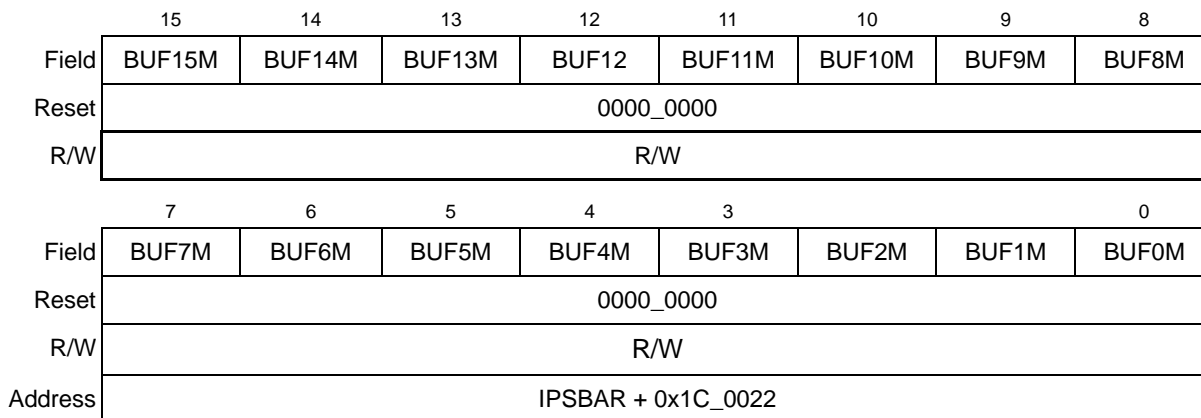 15 14 13 12 11 10 9 8
Field BUF15M BUF14M BUF13M BUF12 BUF11M BUF10M BUF9M BUF8M
Reset 0000_0000
R/W R/W
7 6 5 4 3 0
Field BUF7M BUF6M BUF5M BUF4M BUF3M BUF2M BUF1M BUF0M
Reset 0000_0000
R/W R/W
Address IPSBAR + 0x1C_0022